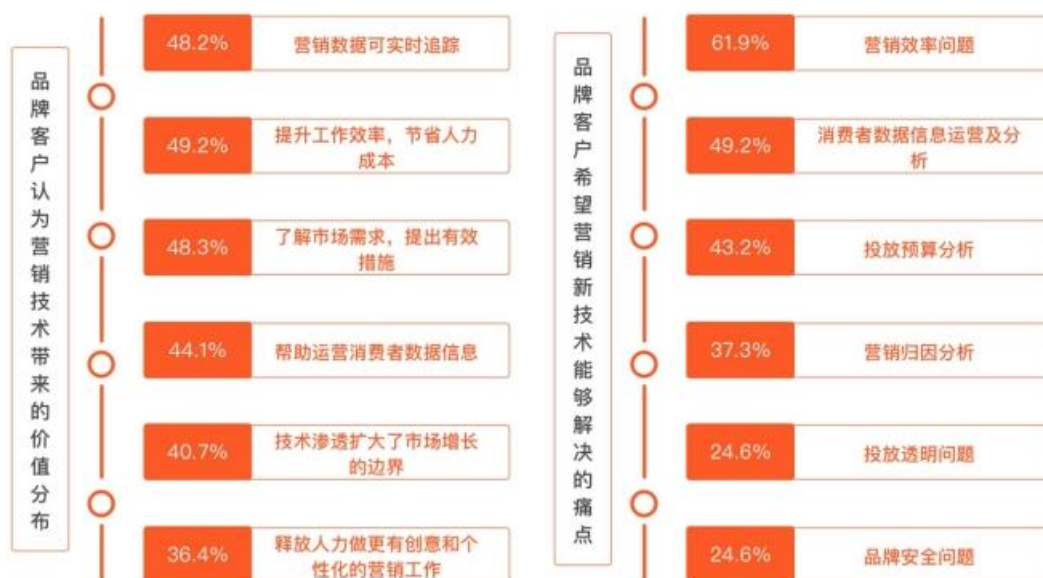 品牌客户认为营销技术带来的价值分布
48.2%
营销数据可实时追踪
49.2%
提升工作效率，节省人力
成本
48.3%
了解市场需求，提出有效
措施
44.1%
帮助运营消费者数据信息
40.7%
技术渗透扩大了市场增长
的边界
36.4%
释放人力做更有创意和个
性化的营销工作
品牌客户希望营销新技术能够解决的痛点
61.9%
营销效率问题
49.2%
消费者数据信息运营及分
析
43.2%
投放预算分析
37.3%
营销归因分析
24.6%
投放透明问题
24.6%
品牌安全问题